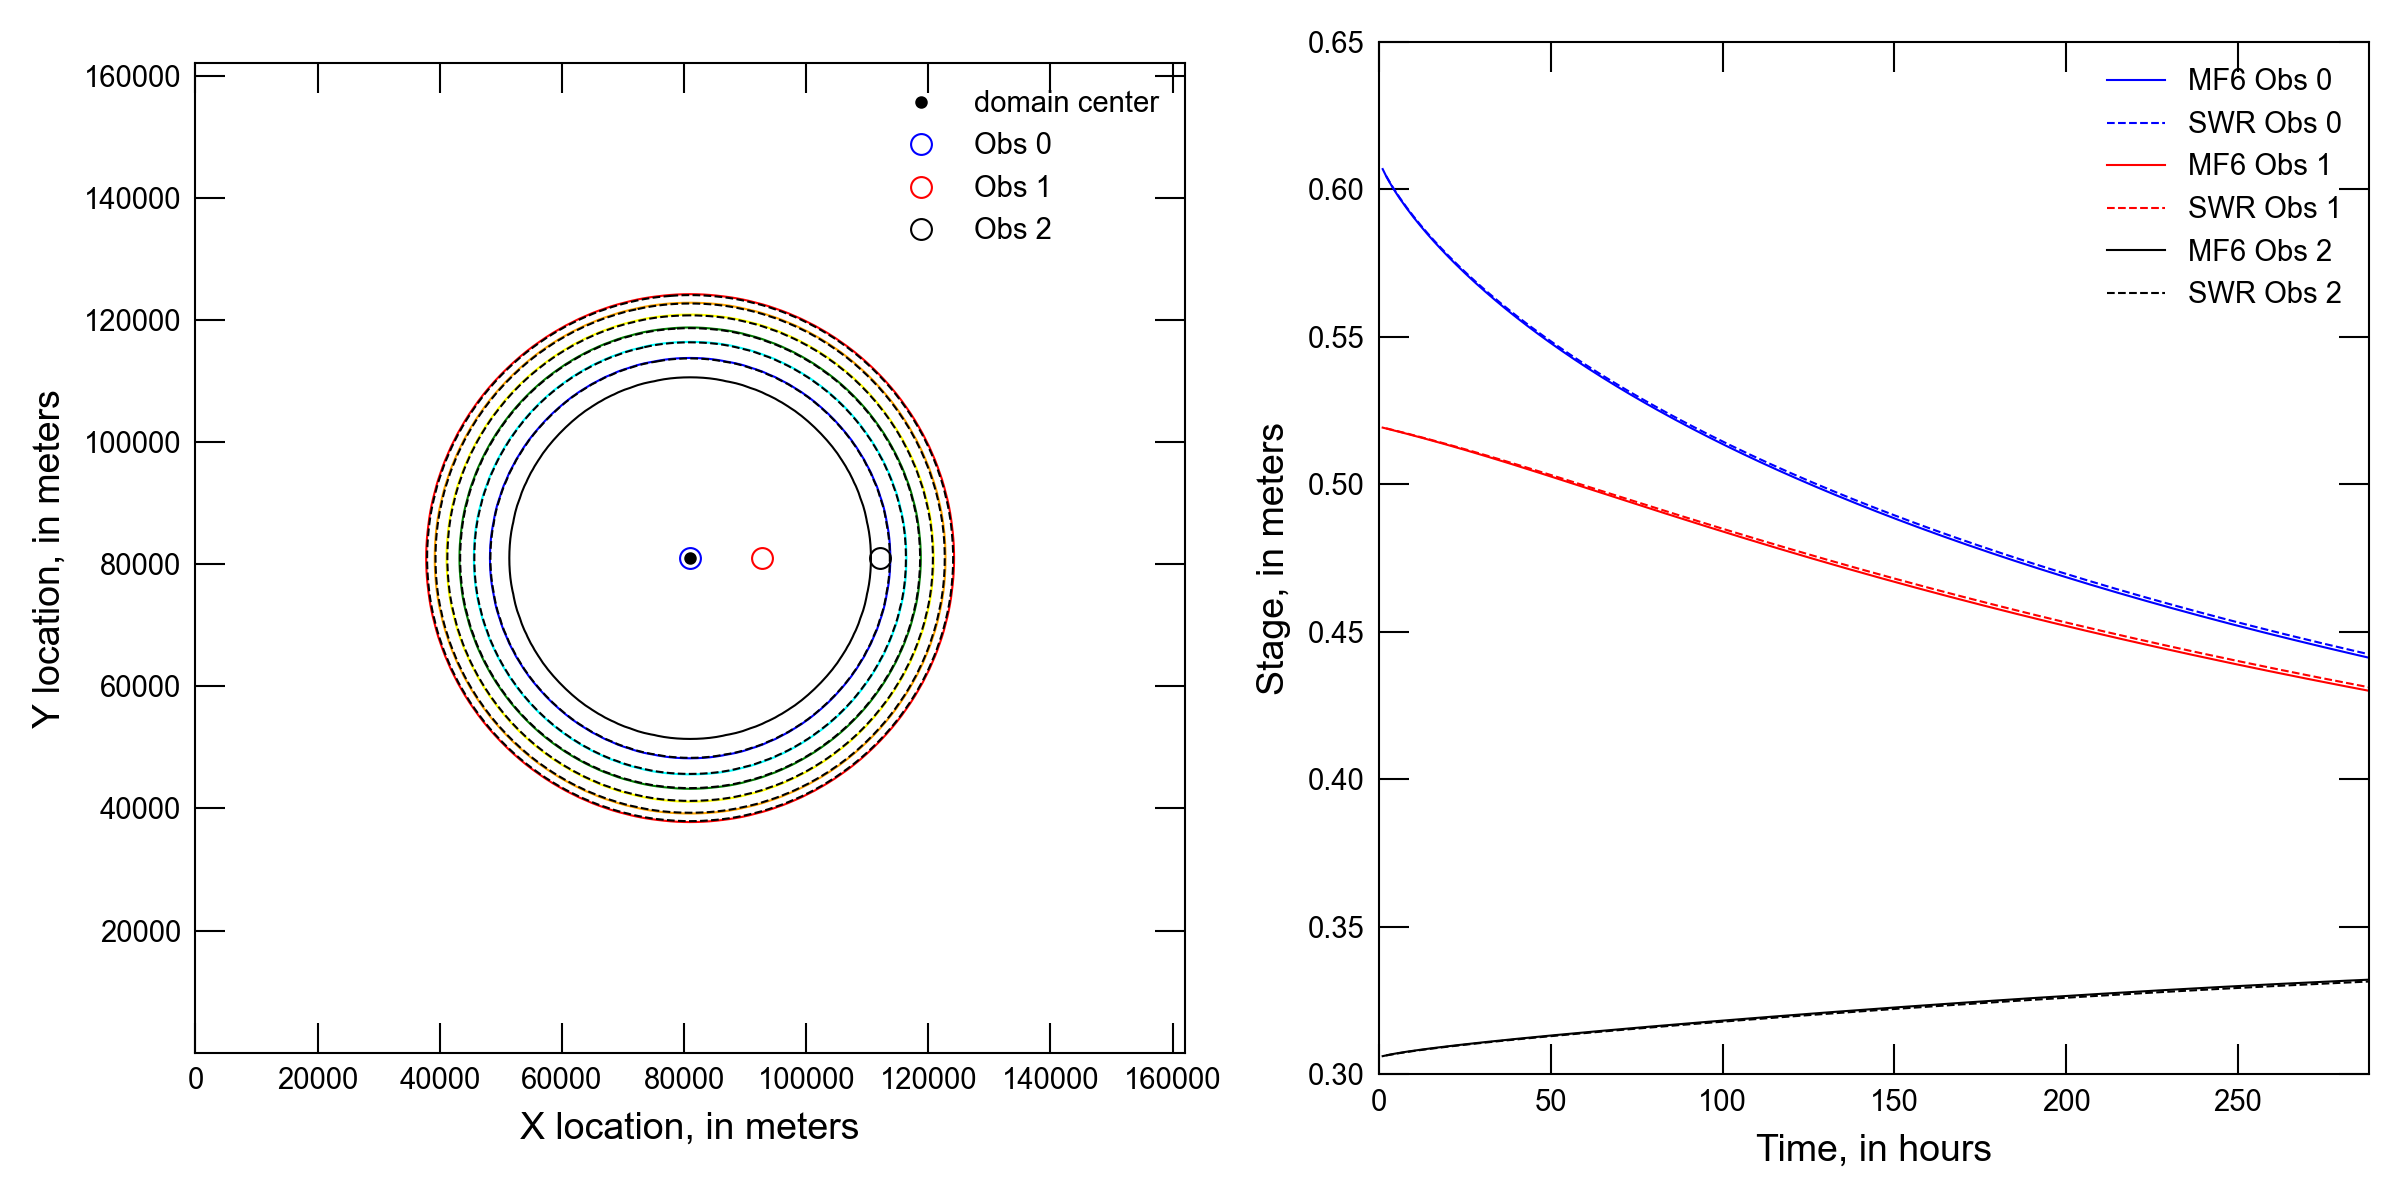 160000
140000
120000
100000
80000
60000
40000
20000
Y location, in meters
domain center
Obs 0
Obs 1
Obs 2
0 20000 40000 60000 80000 100000 120000 140000 160000
X location, in meters
0.65
0.60
0.55
0.50
0.45
0.40
0.35
0.30
Stage, in meters
MF6 Obs 0
SWR Obs 0
MF6 Obs 1
SWR Obs 1
MF6 Obs 2
SWR Obs 2
0 50 100 150 200 250
Time, in hours